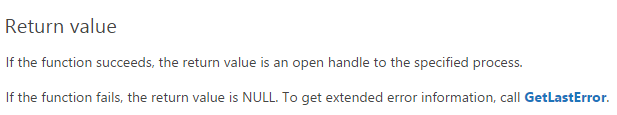 Return value
If the function succeeds, the return value is an open handle to the specified process.
If the function fails, the return value is NULL. To get extended error information, call GetLastError.